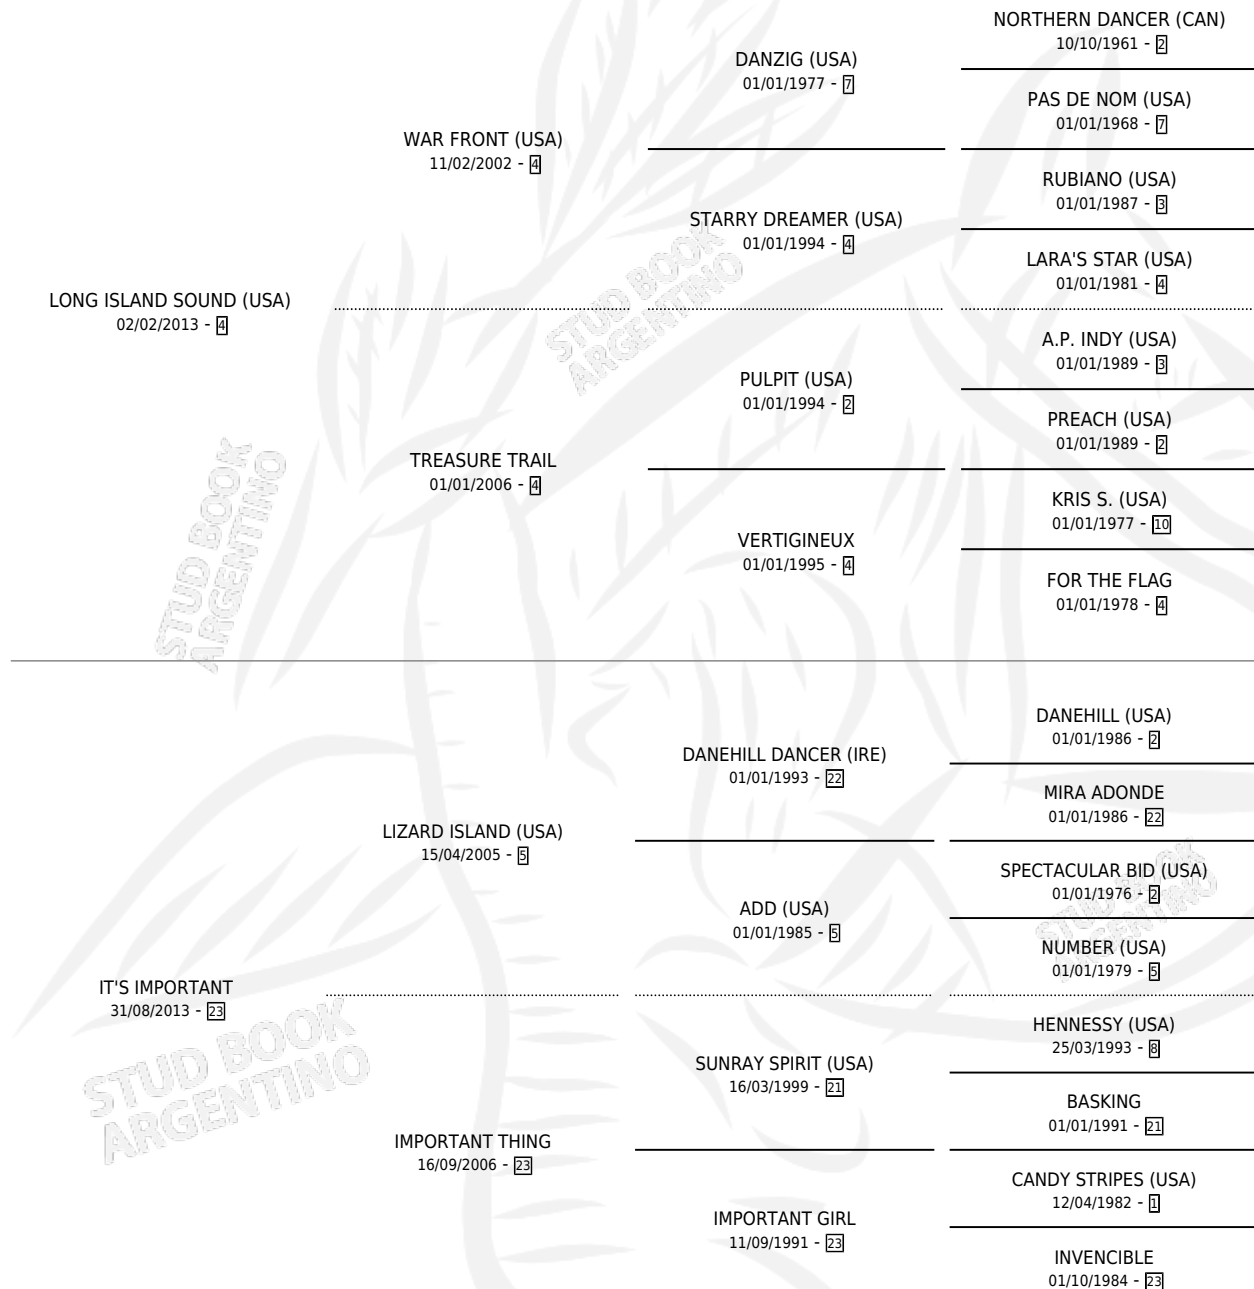 NORTHERN DANCER (CAN)
10/10/1961 - 2
DANZIG (USA)
01/01/1977 - 7
PAS DE NOM (USA)
01/01/1968 - 7
WAR FRONT (USA)
11/02/2002 - 4
RUBIANO (USA)
01/01/1987 - 3
STARRY DREAMER (USA)
01/01/1994 - 4
LARA'S STAR (USA)
01/01/1981 - 4
LONG ISLAND SOUND (USA)
02/02/2013 - 4
A.P. INDY (USA)
01/01/1989 - 3
PULPIT (USA)
01/01/1994 - 2
PREACH (USA)
01/01/1989 - 2
TREASURE TRAIL
01/01/2006 - 4
KRIS S. (USA)
01/01/1977 - 10
VERTIGINEUX
01/01/1995 - 4
FOR THE FLAG
01/01/1978 - 4
STUD BOOK
ARGENTINO
STUD BOOK
ARGENTINO
DANEHILL (USA)
01/01/1986 - 2
DANEHILL DANCER (IRE)
01/01/1993 - 22
MIRA ADONDE
01/01/1986 - 22
LIZARD ISLAND (USA)
15/04/2005 - 5
SPECTACULAR BID (USA)
01/01/1976 - 2
ADD (USA)
01/01/1985 - 5
NUMBER (USA)
01/01/1979 - 5
STUD BOOK
ARGENTINO
IT'S IMPORTANT
31/08/2013 - 23
HENNESSY (USA)
25/03/1993 - 8
SUNRAY SPIRIT (USA)
16/03/1999 - 21
BASKING
01/01/1991 - 21
STUD BOOK
ARGENTINO
IMPORTANT THING
16/09/2006 - 23
CANDY STRIPES (USA)
12/04/1982 - 1
IMPORTANT GIRL
11/09/1991 - 23
INVENCIBLE
01/10/1984 - 23